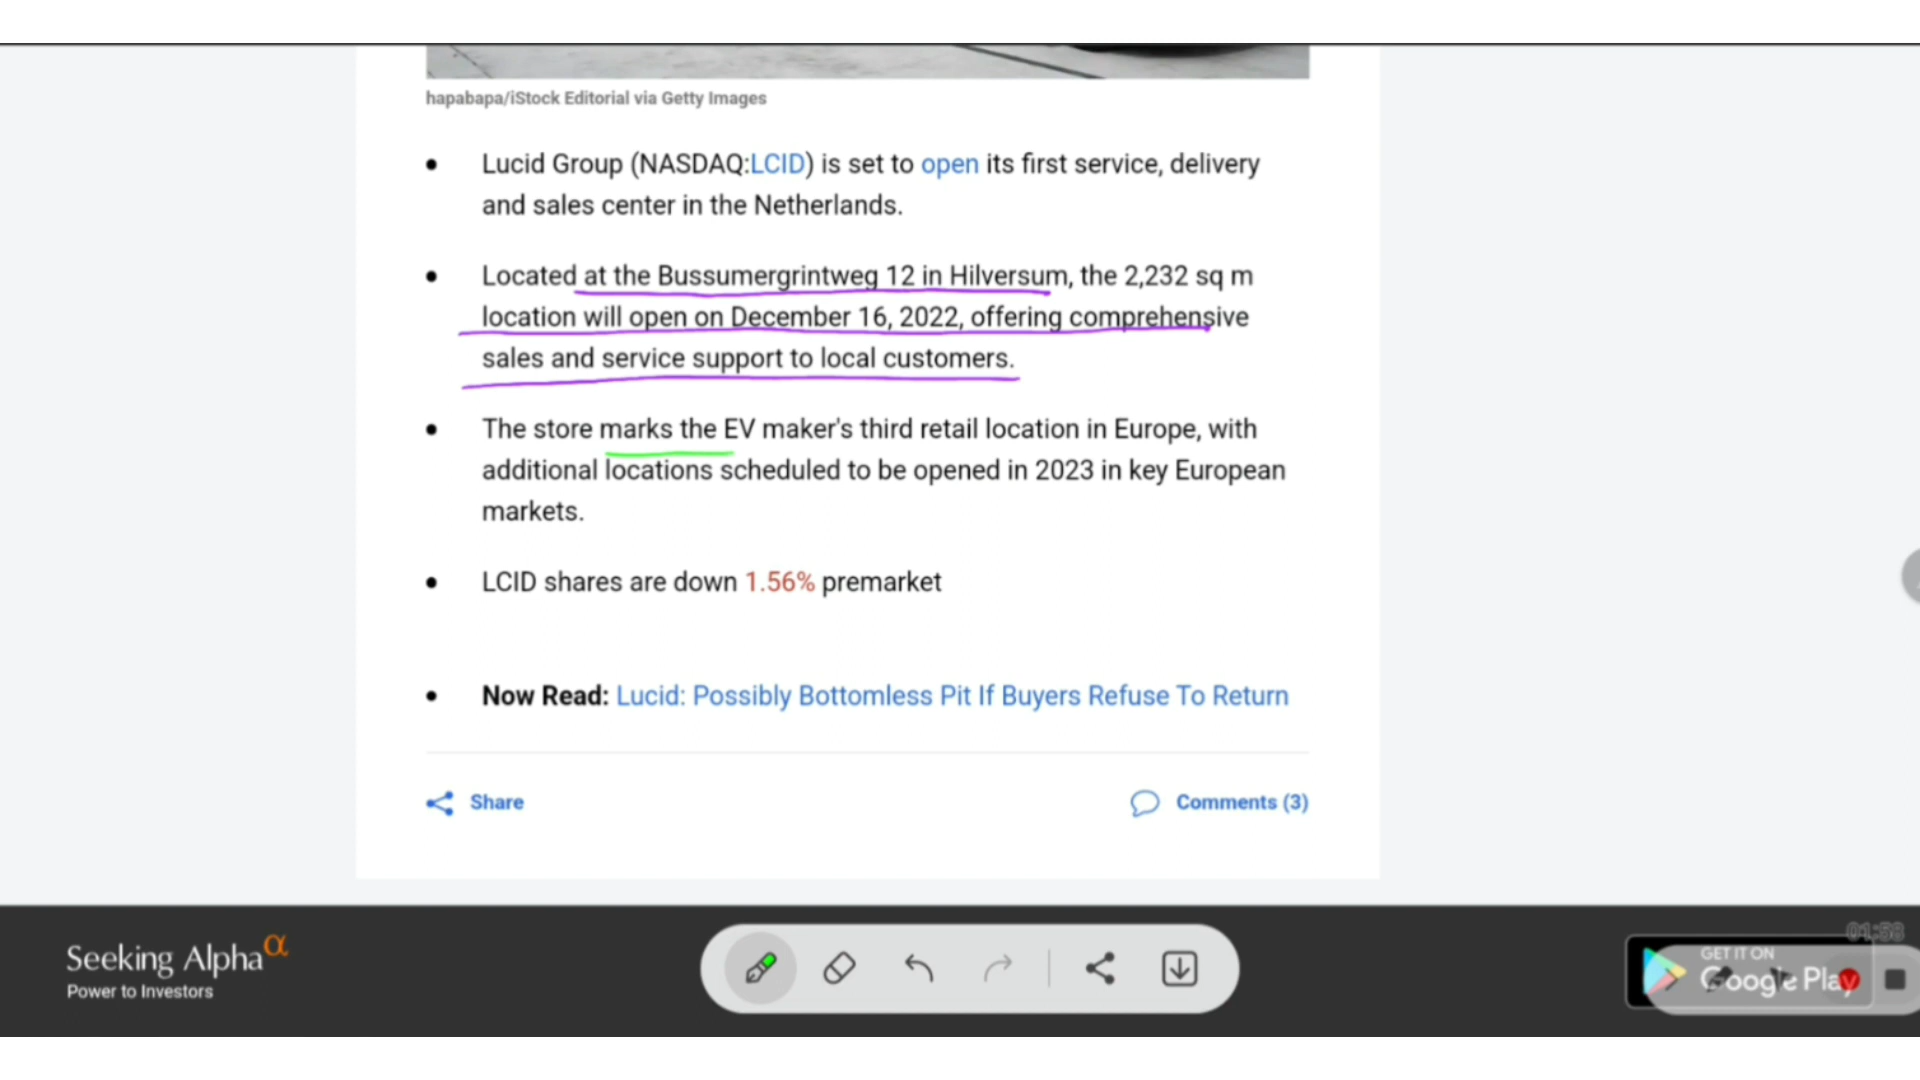 hapabapa/iStock Editorial via Getty Images
Lucid Group (NASDAQ:LCID) is set to open its first service, delivery
and sales center in the Netherlands.
Located at the Bussumergrintweg 12 in Hilversum, the 2,232 sq m
location will open on December 16, 2022, offering comprehensive
sales and service support to local customers.
The store marks the EV maker's third retail location in Europe, with
additional locations scheduled to be opened in 2023 in key European
markets.
LCID shares are down 1.56% premarket
Now Read: Lucid: Possibly Bottomless Pit If Buyers Refuse To Return
Share
Comments (3)
Seeking Alpha α
Power to Investors
01:58
GET IT ON
Google Play